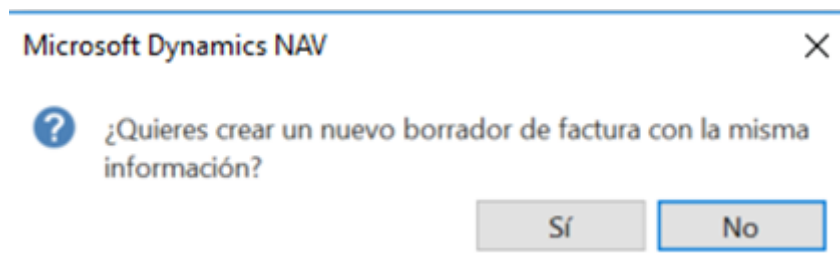 Microsoft Dynamics NAV
¿Quieres crear un nuevo borrador de factura con la misma
información?
Sí
No